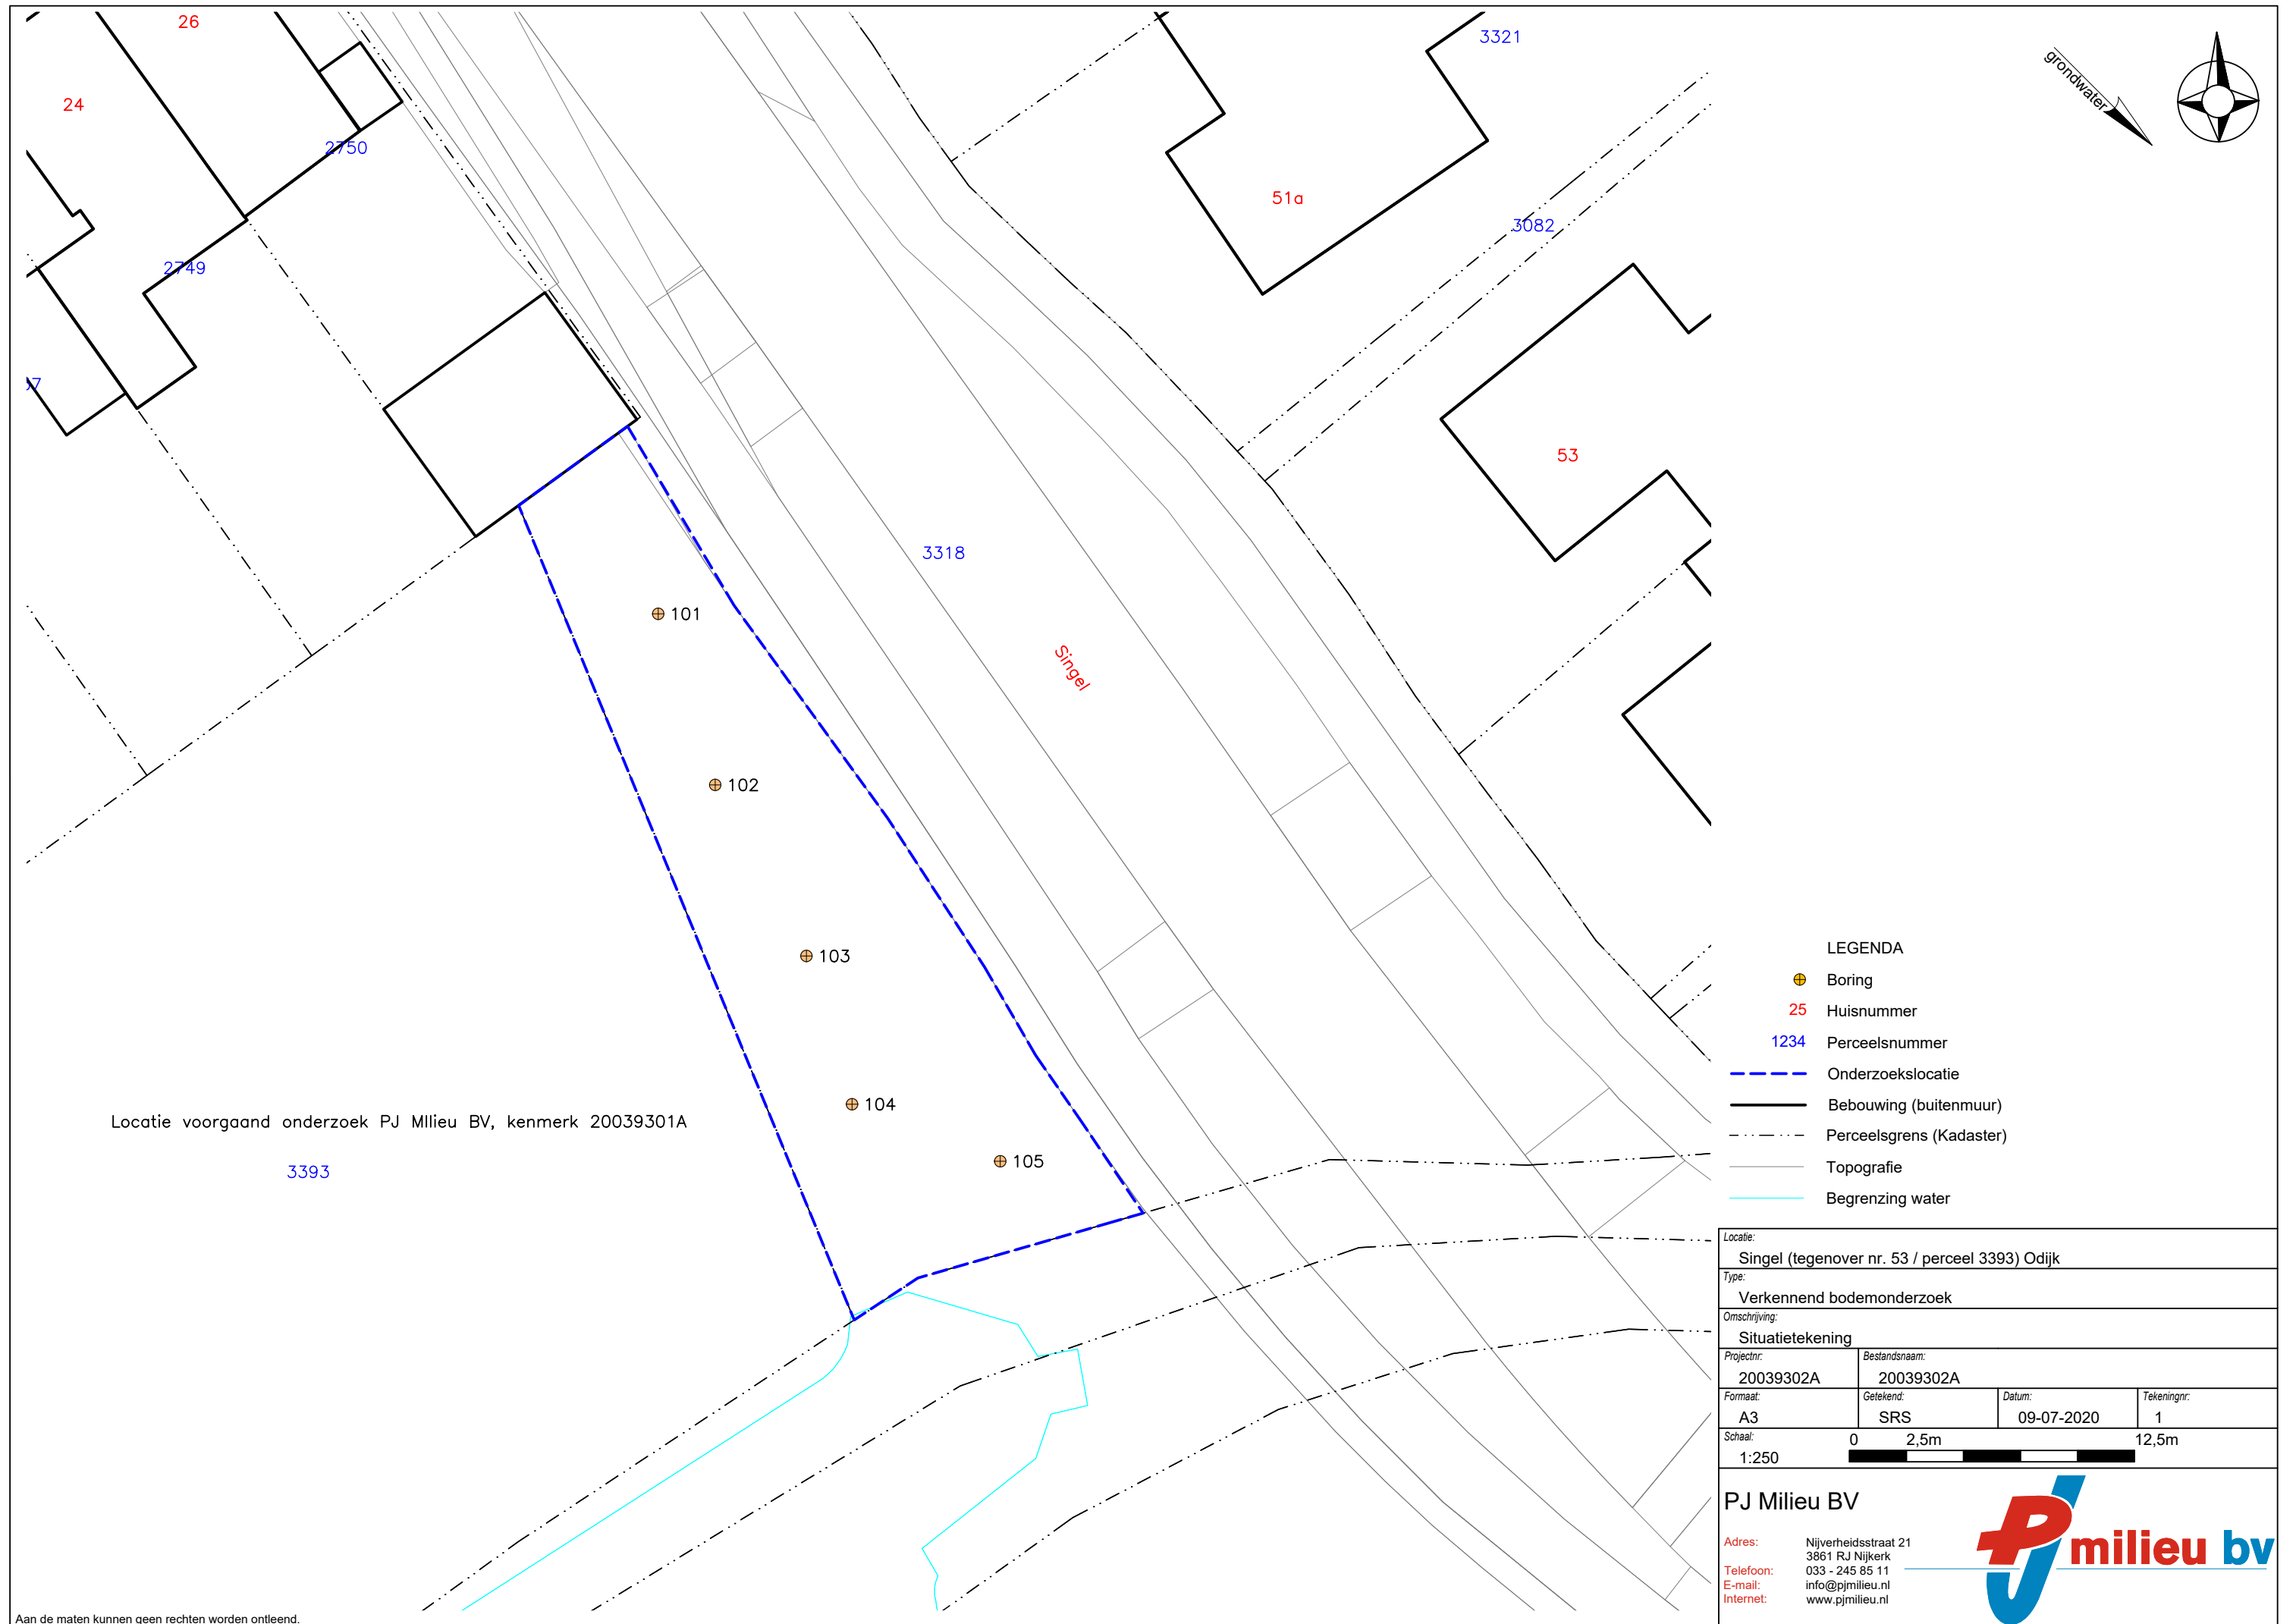 26
3321
24
grondwater
2750
51a
3082
2749
97
53
3318
101
Singel
102
103
104
Locatie voorgaand onderzoek PJ MIlieu BV, kenmerk 20039301A
105
3393
LEGENDA
Boring
25 Huisnummer
1234 Perceelsnummer
Onderzoekslocatie
Bebouwing (buitenmuur)
Perceelsgrens (Kadaster)
Topografie
Begrenzing water
Locatie:
Singel (tegenover nr. 53 / perceel 3393) Odijk
Type:
Verkennend bodemonderzoek
Omschrijving:
Situatietekening
Projectnr: Bestandsnaam:
20039302A 20039302A
Formaat: Getekend: Datum: Tekeningnr:
A3 SRS 09-07-2020 1
Schaal: 0 2,5m 12,5m
1:250
PJ Milieu BV
Adres: Nijverheidsstraat 21
3861 RJ Nijkerk
Telefoon: 033 - 245 85 11
E-mail: info@pjmilieu.nl
Internet: www.pjmilieu.nl
PJ milieu bv
Aan de maten kunnen geen rechten worden ontleend.